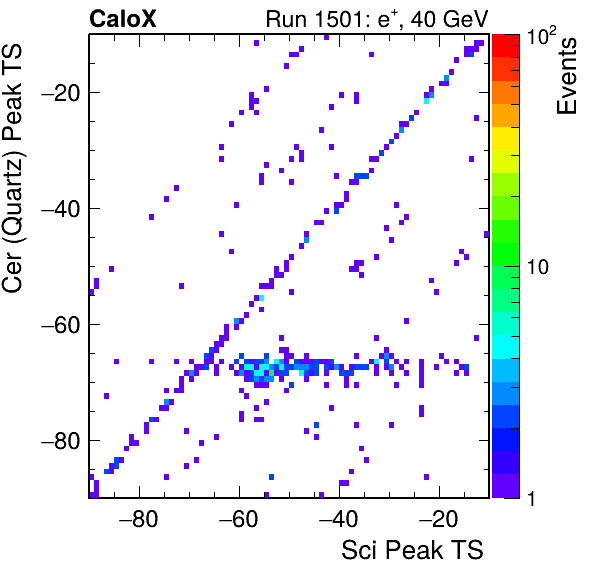 CaloX Run 1501: e⁺, 40 GeV
Cer (Quartz) Peak TS
−20
−40
−60
−80
−80 −60 −40 −20
Sci Peak TS
10²
10
1
Events